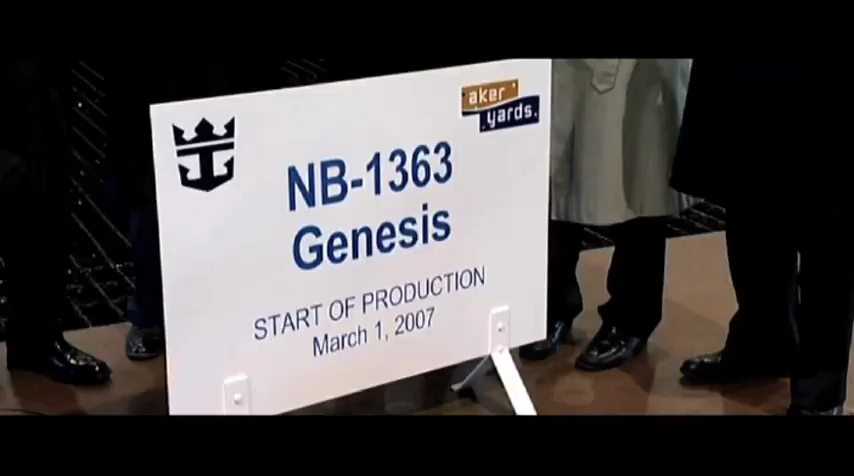 aker
yards.
NB-1363
Genesis
START OF PRODUCTION
March 1, 2007